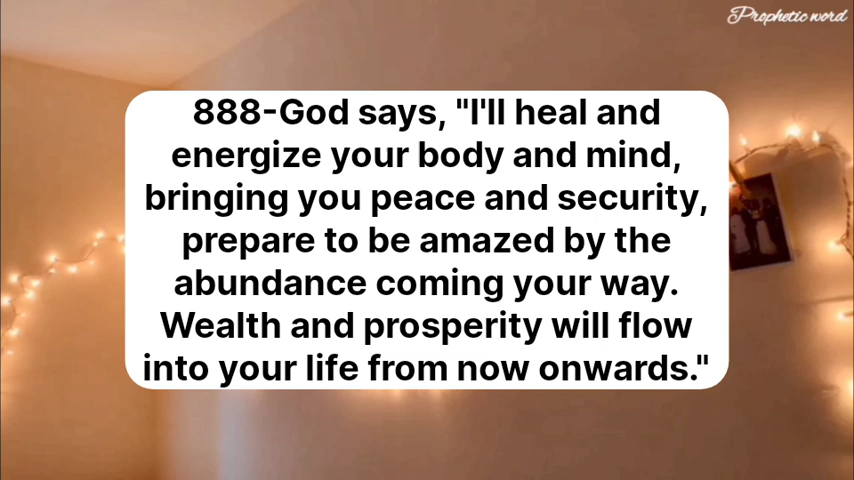 Prophetic word
888-God says, "I'll heal and
energize your body and mind,
bringing you peace and security,
prepare to be amazed by the
abundance coming your way.
Wealth and prosperity will flow
into your life from now onwards."